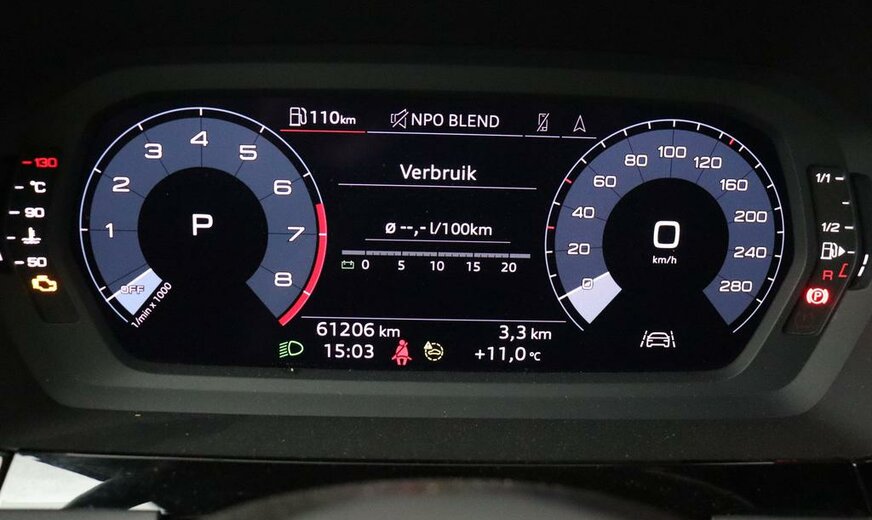 110km NPO BLEND
Verbruik
ø --,- l/100km
0 5 10 15 20
61206 km 3,3 km
15:03 +11,0 °C
OFF 1 2 3 4 5 6 7 8
1/min x 1000
P
0 20 40 60 80 100 120 160 200 240 280
0
km/h
130
°C
90
50
1/1
1/2
R
P